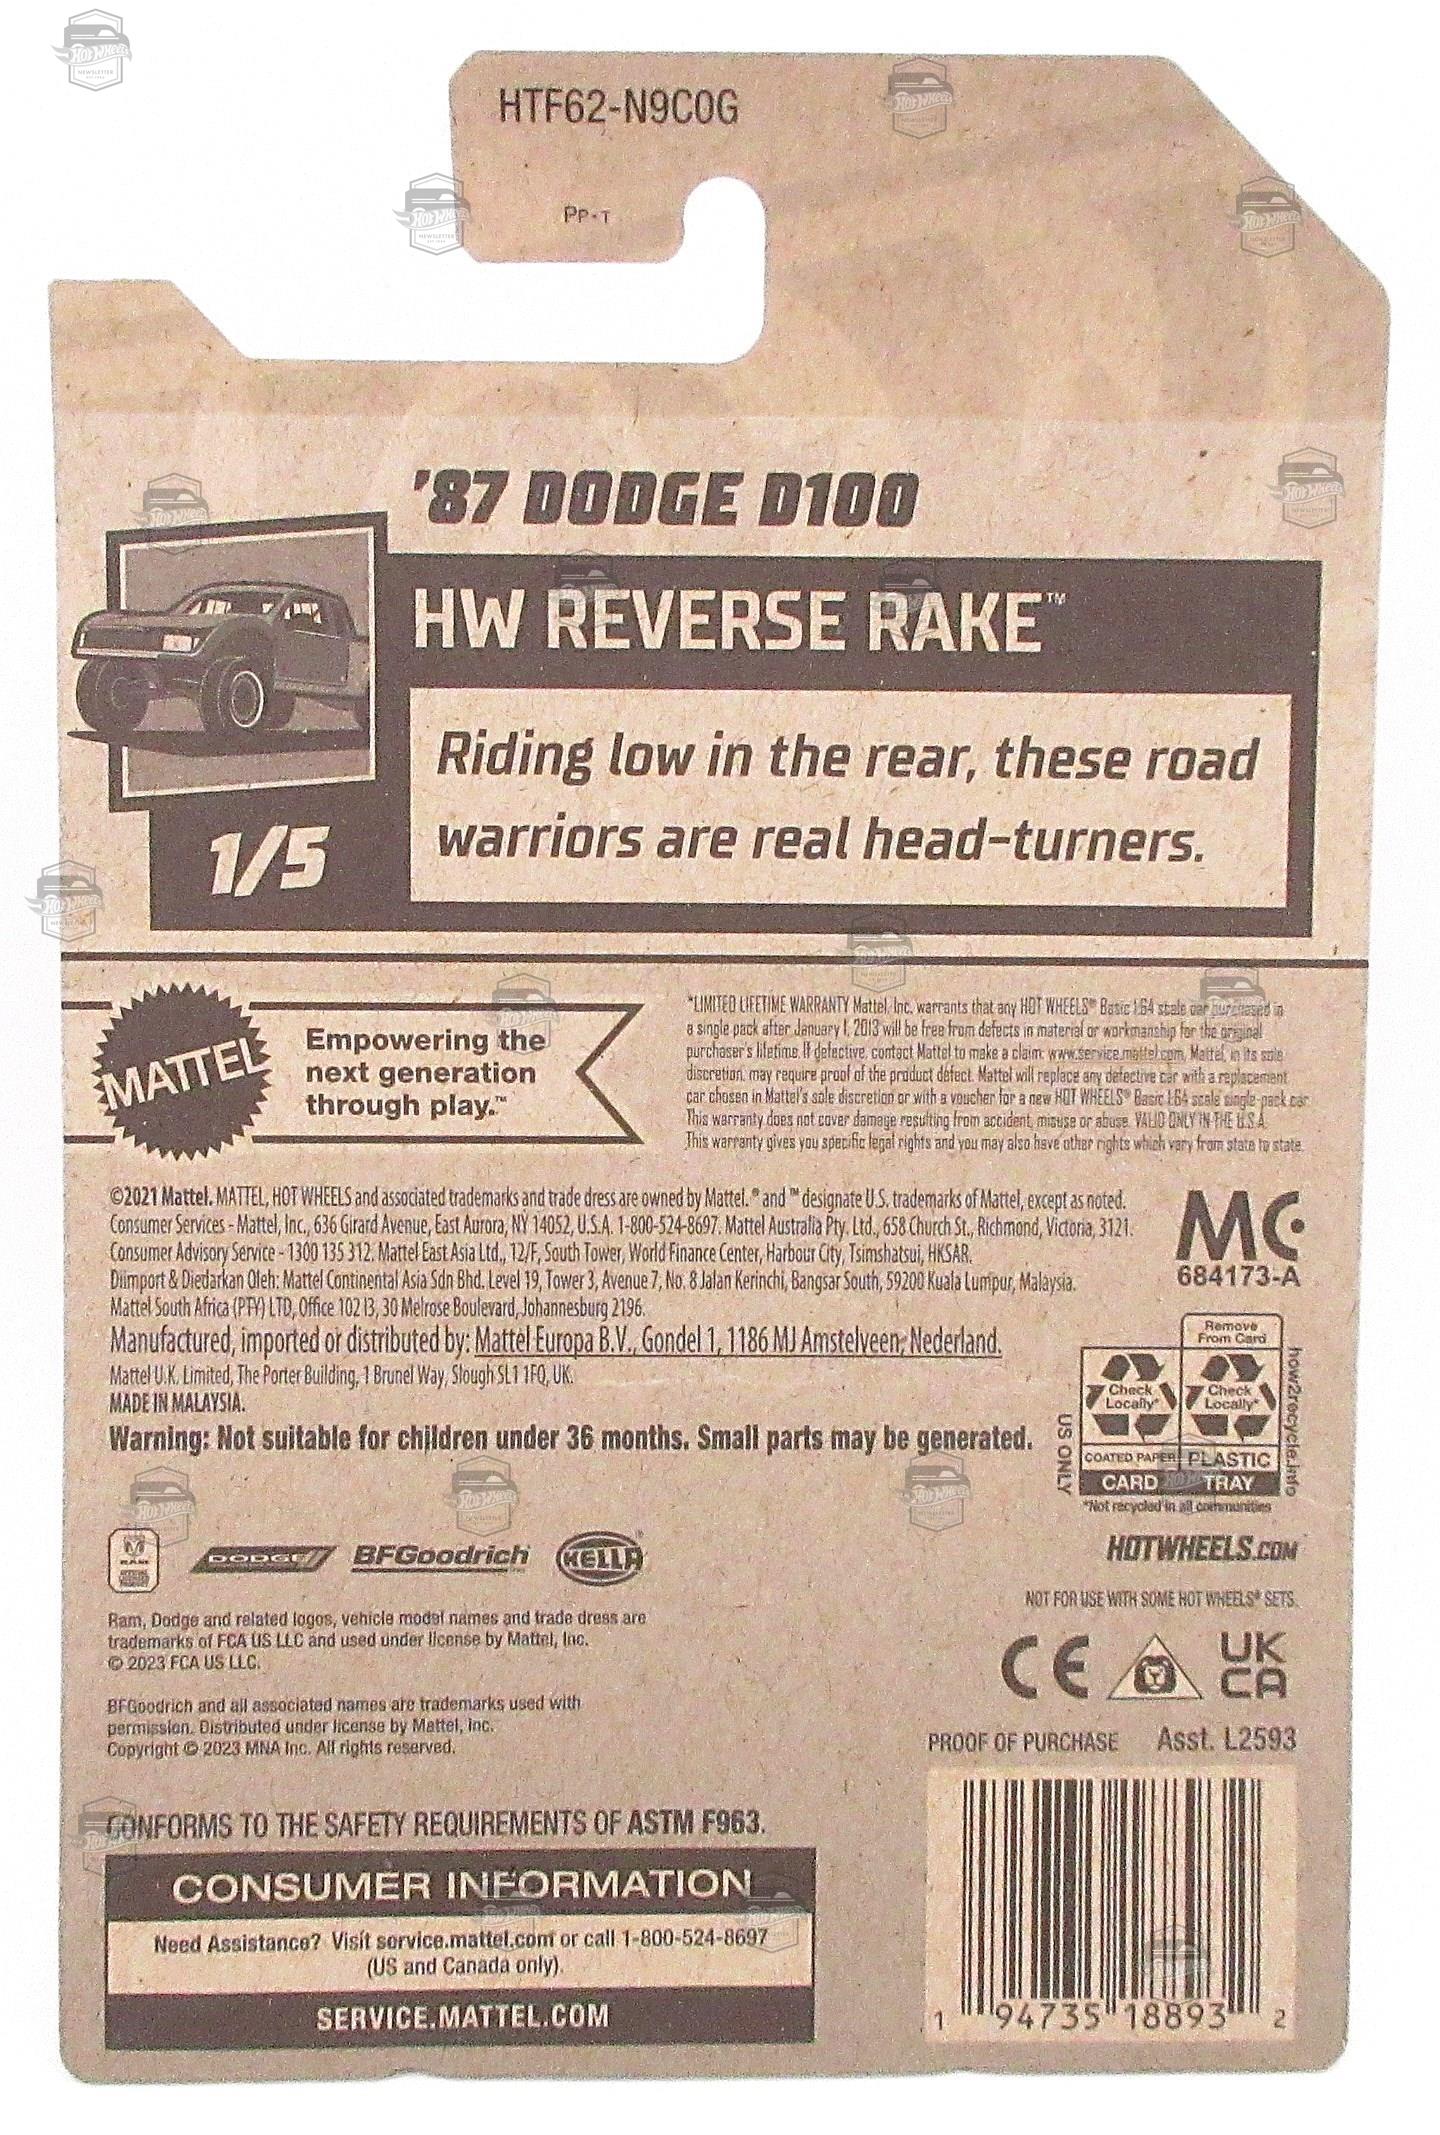 HTF62-N9C0G
PP-T
'87 DODGE D100
HW REVERSE RAKE™
Riding low in the rear, these road
warriors are real head-turners.
1/5
MATTEL
Empowering the
next generation
through play.™
*LIMITED LIFETIME WARRANTY Mattel, Inc. warrants that any HOT WHEELS® Basic 1:64 scale car purchased in
a single pack after January 1, 2013 will be free from defects in material or workmanship for the original
purchaser's lifetime. If defective, contact Mattel to make a claim: www.service.mattel.com. Mattel, in its sole
discretion, may require proof of the product defect. Mattel will replace any defective car with a replacement
car chosen in Mattel's sole discretion or with a voucher for a new HOT WHEELS® Basic 1:64 scale single-pack car.
This warranty does not cover damage resulting from accident, misuse or abuse. VALID ONLY IN THE U.S.A.
This warranty gives you specific legal rights and you may also have other rights which vary from state to state.
©2021 Mattel. MATTEL, HOT WHEELS and associated trademarks and trade dress are owned by Mattel. ® and ™ designate U.S. trademarks of Mattel, except as noted.
Consumer Services - Mattel, Inc., 636 Girard Avenue, East Aurora, NY 14052, U.S.A. 1-800-524-8697. Mattel Australia Pty. Ltd., 658 Church St., Richmond, Victoria, 3121.
Consumer Advisory Service - 1300 135 312. Mattel East Asia Ltd., 12/F, South Tower, World Finance Center, Harbour City, Tsimshatsui, HKSAR.
Diimport & Diedarkan Oleh: Mattel Continental Asia Sdn Bhd. Level 19, Tower 3, Avenue 7, No. 8 Jalan Kerinchi, Bangsar South, 59200 Kuala Lumpur, Malaysia.
Mattel South Africa (PTY) LTD, Office 102 I3, 30 Melrose Boulevard, Johannesburg 2196.
Manufactured, imported or distributed by: Mattel Europa B.V., Gondel 1, 1186 MJ Amstelveen, Nederland.
Mattel U.K. Limited, The Porter Building, 1 Brunel Way, Slough SL1 1FQ, UK.
MADE IN MALAYSIA.
Warning: Not suitable for children under 36 months. Small parts may be generated.
MC
684173-A
Remove
From Card
Check
Locally*
Check
Locally*
COATED PAPER
PLASTIC
CARD
TRAY
US ONLY
how2recycle.info
*Not recycled in all communities
RAM
DODGE
BFGoodrich
HELLA®
HOTWHEELS.COM
NOT FOR USE WITH SOME HOT WHEELS® SETS.
Ram, Dodge and related logos, vehicle model names and trade dress are
trademarks of FCA US LLC and used under license by Mattel, Inc.
© 2023 FCA US LLC.
CE
UK
CA
BFGoodrich and all associated names are trademarks used with
permission. Distributed under license by Mattel, Inc.
Copyright © 2023 MNA Inc. All rights reserved.
PROOF OF PURCHASE Asst. L2593
CONFORMS TO THE SAFETY REQUIREMENTS OF ASTM F963.
CONSUMER INFORMATION
Need Assistance? Visit service.mattel.com or call 1-800-524-8697
(US and Canada only).
SERVICE.MATTEL.COM
1 94735 18893 2